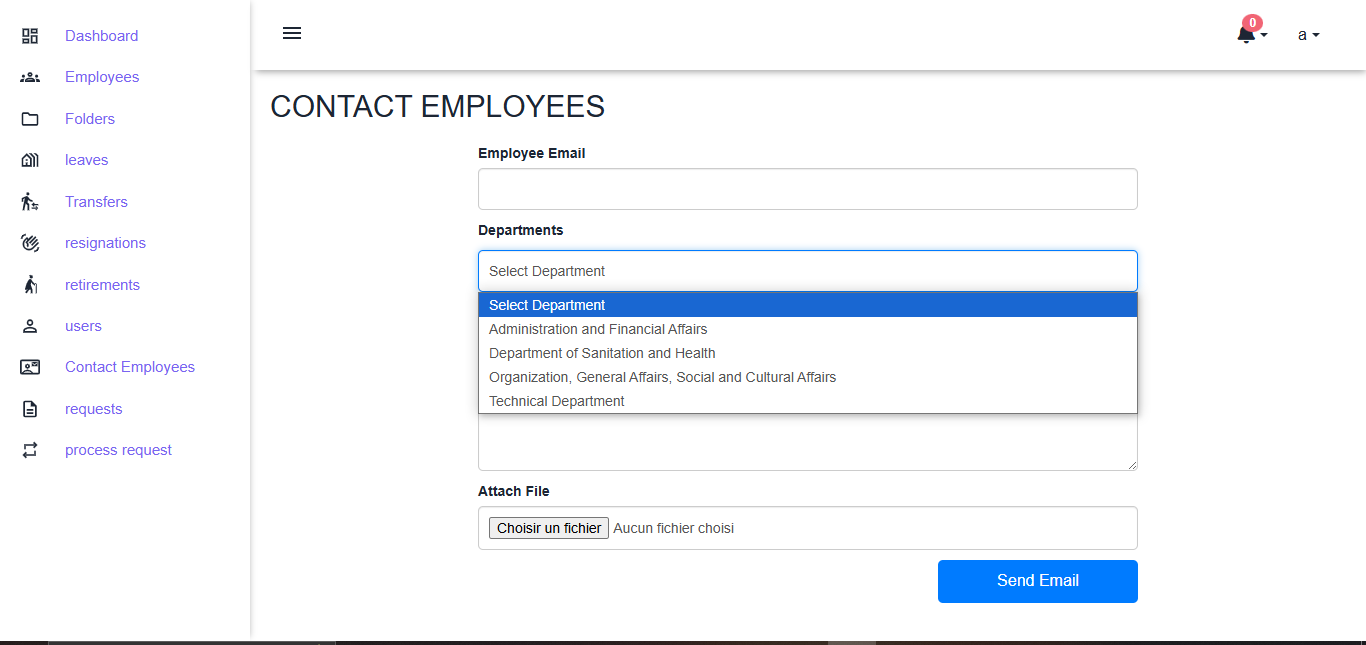 Dashboard
Employees
Folders
leaves
Transfers
resignations
retirements
users
Contact Employees
requests
process request
0
a
CONTACT EMPLOYEES
Employee Email
Departments
Select Department
Select Department
Administration and Financial Affairs
Department of Sanitation and Health
Organization, General Affairs, Social and Cultural Affairs
Technical Department
Attach File
Choisir un fichier Aucun fichier choisi
Send Email